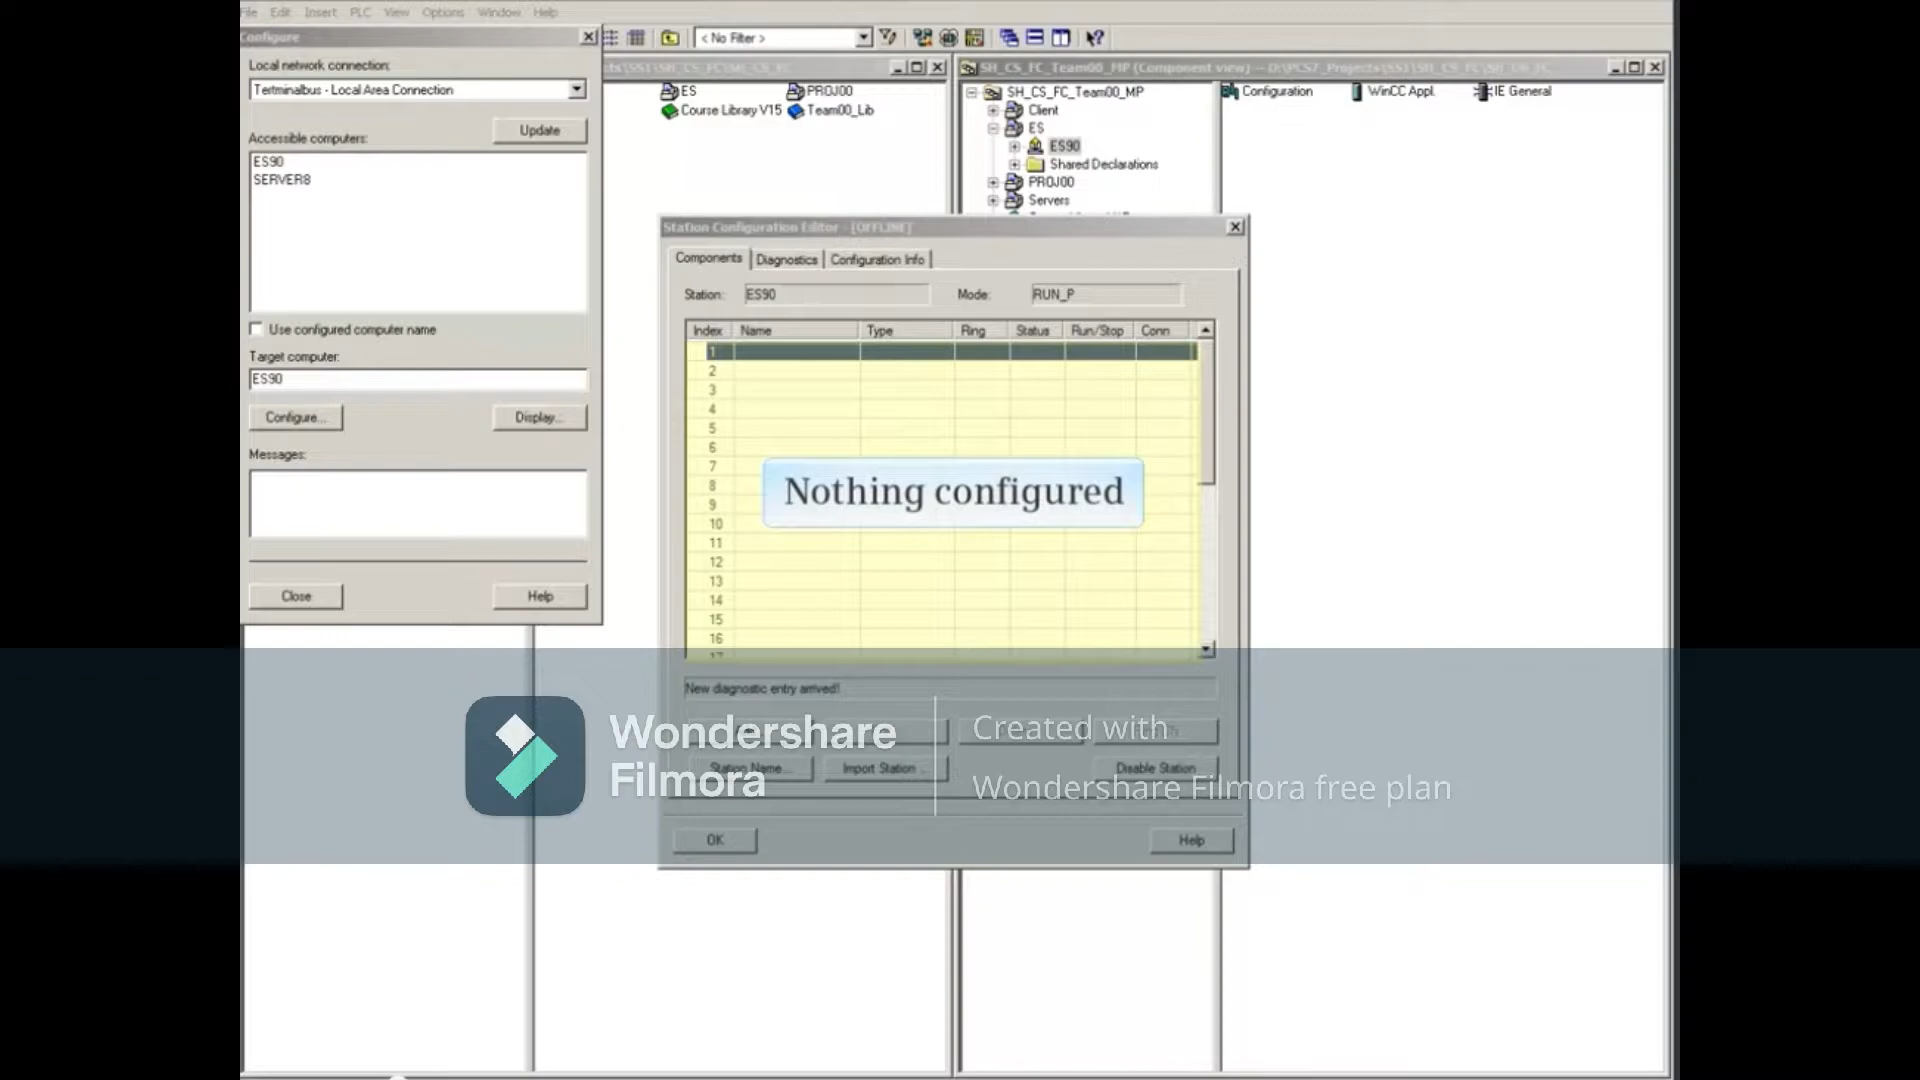 File Edit Insert PLC View Options Window Help
Configure
< No Filter >
Local network connection:
Tertminalbus - Local Area Connection
Update
Accessible computers:
ES90
SERVER8
Use configured computer name
Target computer:
ES90
Configure...
Display...
Messages:
Close
Help
ES
PROJ00
Course Library V15
Team00_Lib
SH_CS_FC_Team00_MP (Component view)
SH_CS_FC_Team00_MP
Client
ES
ES90
Shared Declarations
PROJ00
Servers
Configuration
WinCC Appl.
IE General
Station Configuration Editor - [OFFLINE]
Components
Diagnostics
Configuration Info
Station: ES90 Mode: RUN_P
Index Name Type Ring Status Run/Stop Conn
1
2
3
4
5
6
7
8
9
10
11
12
13
14
15
16
17
Nothing configured
New diagnostic entry arrived!
Station Name...
Import Station ...
Disable Station
OK
Help
Wondershare
Filmora
Created with
Wondershare Filmora free plan